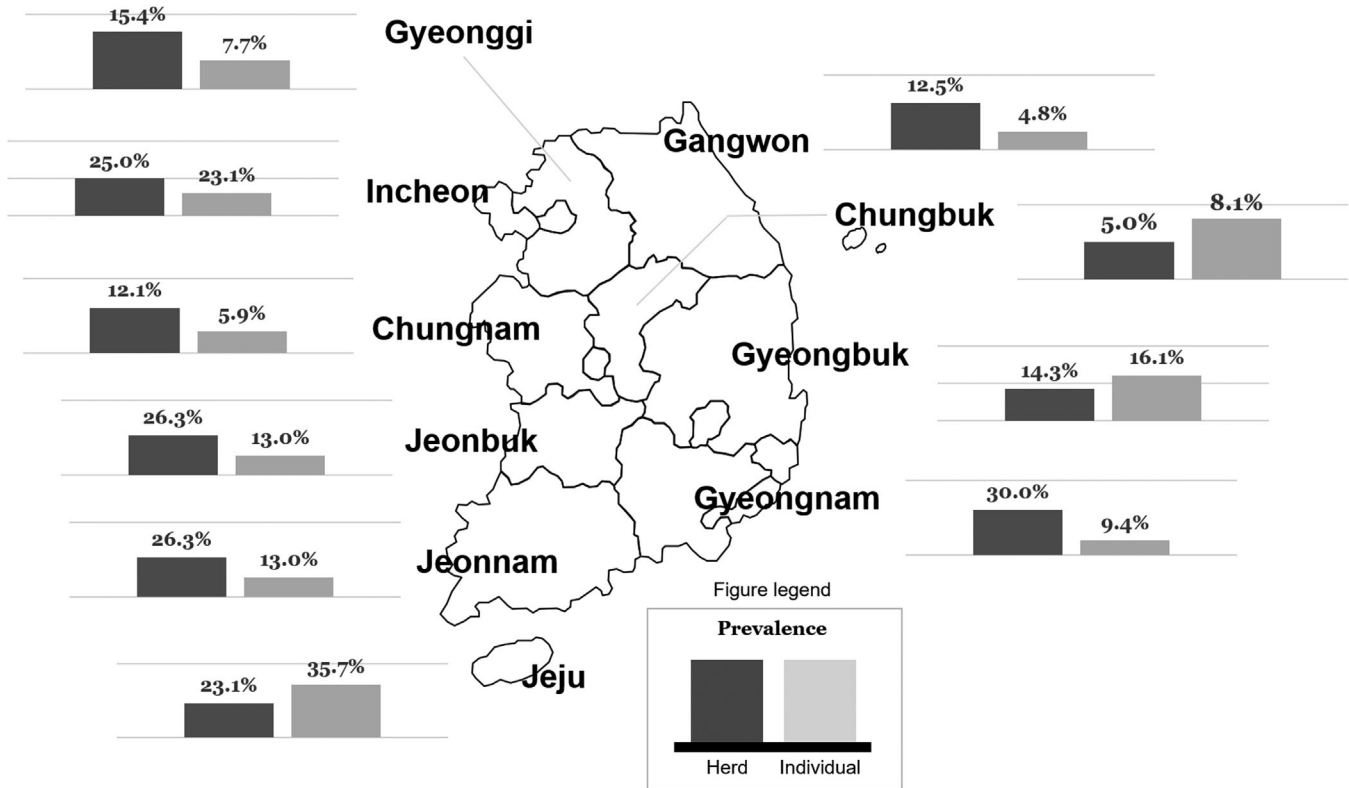 15.4%
7.7%
Gyeonggi
12.5%
4.8%
Gangwon
25.0%
23.1%
Incheon
Chungbuk
5.0%
8.1%
12.1%
5.9%
Chungnam
Gyeongbuk
14.3%
16.1%
26.3%
13.0%
Jeonbuk
Gyeongnam
30.0%
9.4%
26.3%
13.0%
Jeonnam
23.1%
35.7%
Jeju
Figure legend
Prevalence
Herd Individual